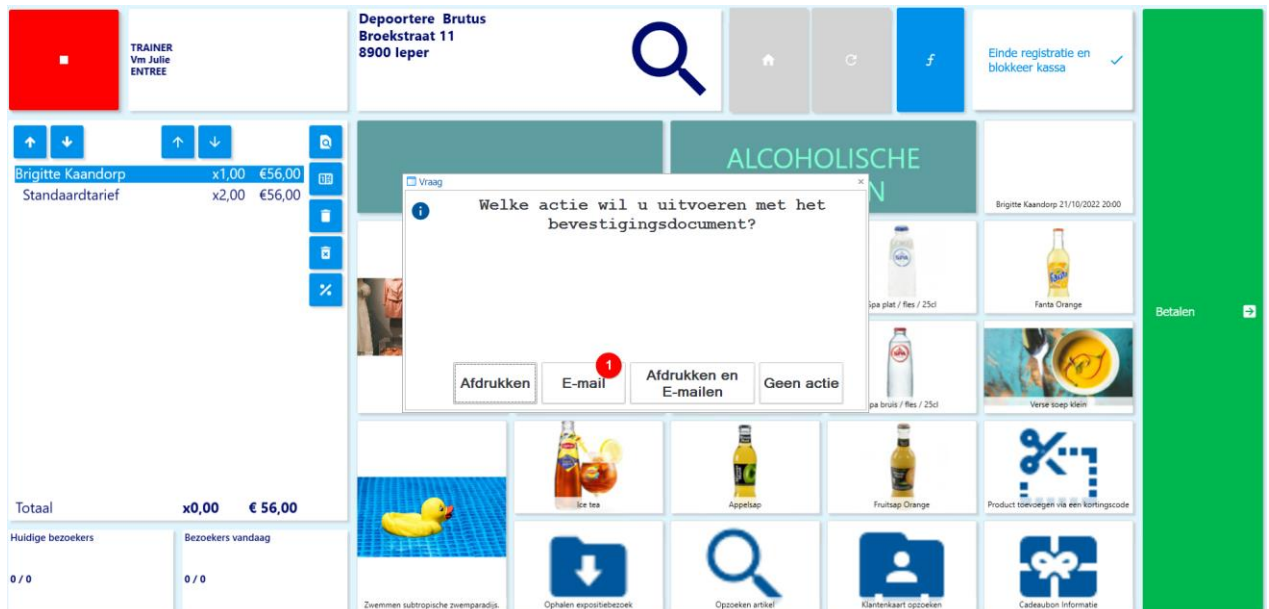 TRAINER
Vm Julie
ENTREE
Depoortere Brutus
Broekstraat 11
8900 Ieper
Einde registratie en
blokkeer kassa
Brigitte Kaandorp x1,00 €56,00
Standaardtarief x2,00 €56,00
Totaal x0,00 € 56,00
Huidige bezoekers
0 / 0
Bezoekers vandaag
0 / 0
ALCOHOLISCHE
N
Brigitte Kaandorp 21/10/2022 20:00
Vraag
Welke actie wil u uitvoeren met het
bevestigingsdocument?
1
Afdrukken
E-mail
Afdrukken en
E-mailen
Geen actie
Spa plat / fles / 25cl
Fanta Orange
Spa bruis / fles / 25cl
Verse soep klein
Ice tea
Appelsap
Fruitsap Orange
Product toevoegen via een kortingscode
Zwemmen subtropische zwemparadijs.
Ophalen expositiebezoek
Opzoeken artikel
Klantenkaart opzoeken
Cadeaubon Informatie
Betalen